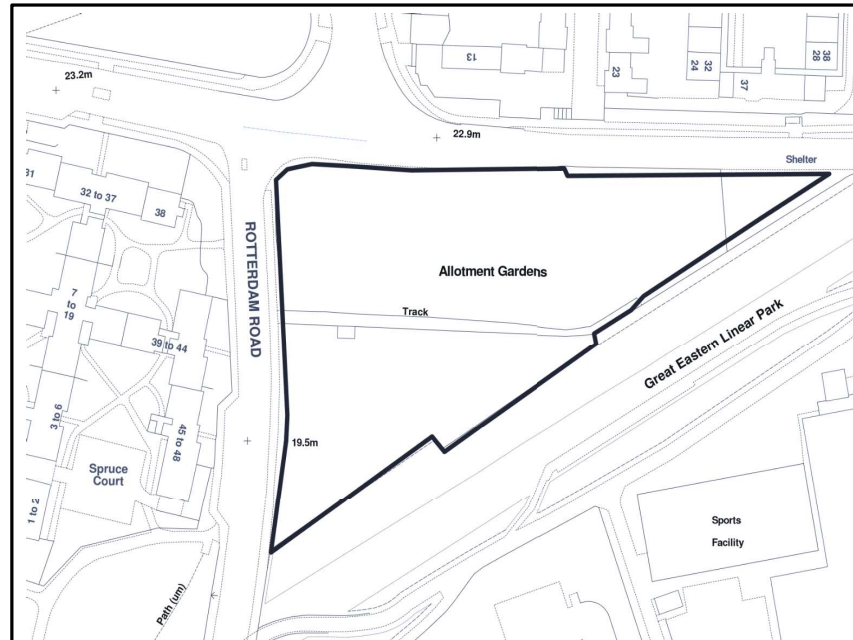 23.2m
13
23
24
32
37
28
38
22.9m
Shelter
31
32 to 37
38
ROTTERDAM ROAD
Allotment Gardens
7
to
19
Track
39 to 44
Great Eastern Linear Park
3 to 6
45 to 48
19.5m
Spruce
Court
1 to 2
Sports
Facility
Path (um)